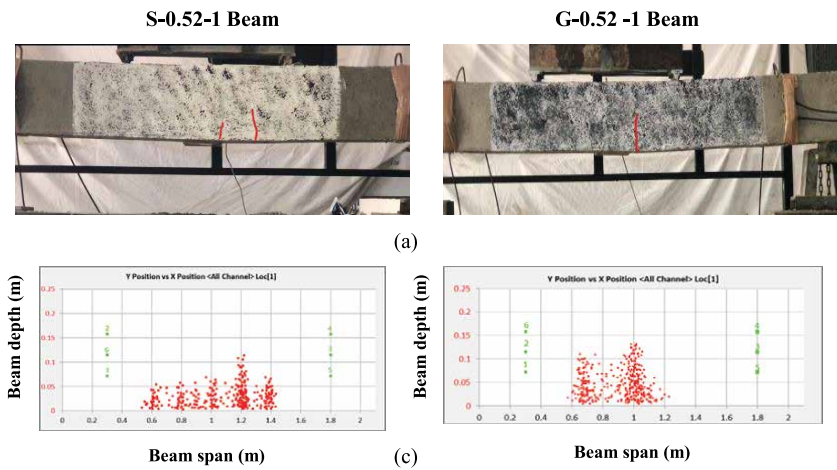 S-0.52-1 Beam
G-0.52 -1 Beam
(a)
Y Position vs X Position <All Channel> Loc[1]
Beam depth (m)
0.25
0.2
0.15
0.1
0.05
0
2
6
4
3
5
0 0.2 0.4 0.6 0.8 1 1.2 1.4 1.6 1.8 2
Beam span (m)
Y Position vs X Position <All Channel> Loc[1]
Beam depth (m)
0.25
0.2
0.15
0.1
0.05
0
6
2
1
4
3
0 0.2 0.4 0.6 0.8 1 1.2 1.4 1.6 1.8 2
Beam span (m)
(c)